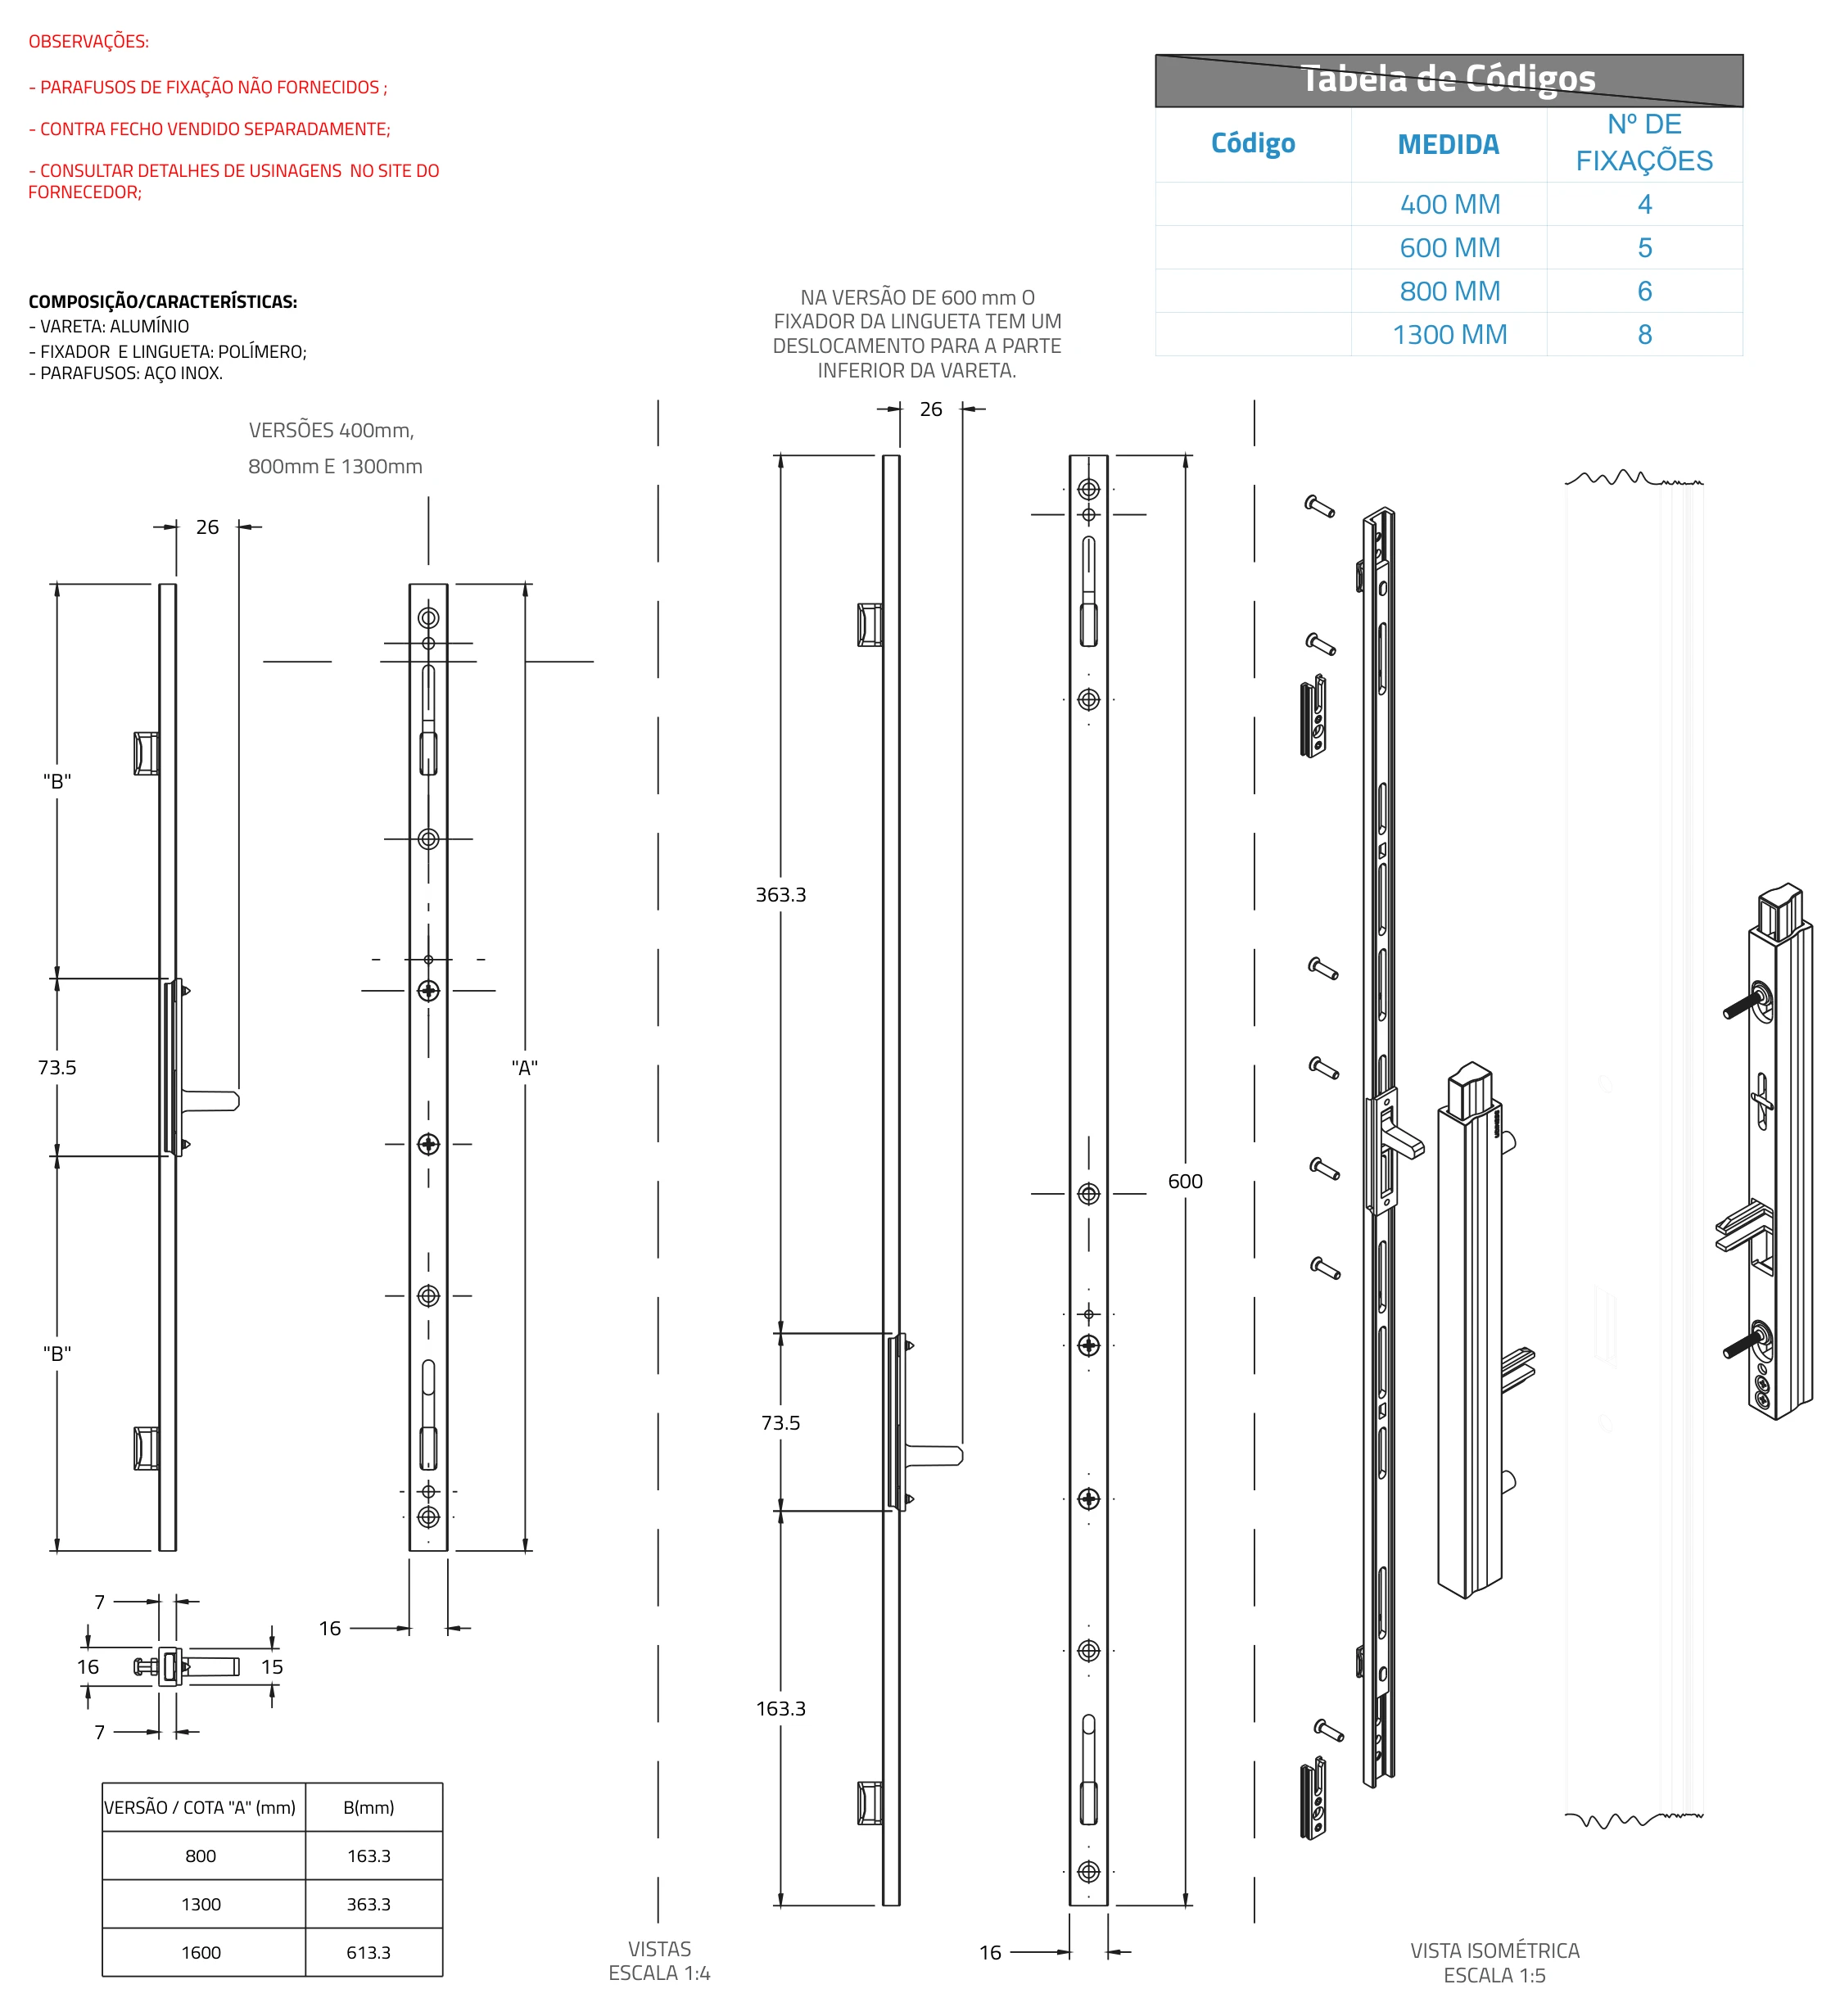 OBSERVAÇÕES:
- PARAFUSOS DE FIXAÇÃO NÃO FORNECIDOS ;
- CONTRA FECHO VENDIDO SEPARADAMENTE;
- CONSULTAR DETALHES DE USINAGENS  NO SITE DO
FORNECEDOR;
Tabela de Códigos
Código MEDIDA Nº DE
FIXAÇÕES
400 MM 4
600 MM 5
800 MM 6
1300 MM 8
COMPOSIÇÃO/CARACTERÍSTICAS:
- VARETA: ALUMÍNIO
- FIXADOR  E LINGUETA: POLÍMERO;
- PARAFUSOS: AÇO INOX.
NA VERSÃO DE 600 mm O
FIXADOR DA LINGUETA TEM UM
DESLOCAMENTO PARA A PARTE
INFERIOR DA VARETA.
VERSÕES 400mm,
800mm E 1300mm
26
"B"
73.5
"B"
"A"
16
7
16
15
7
26
363.3
73.5
163.3
600
16
VERSÃO / COTA "A" (mm) B(mm)
800 163.3
1300 363.3
1600 613.3
VISTAS
ESCALA 1:4
VISTA ISOMÉTRICA
ESCALA 1:5